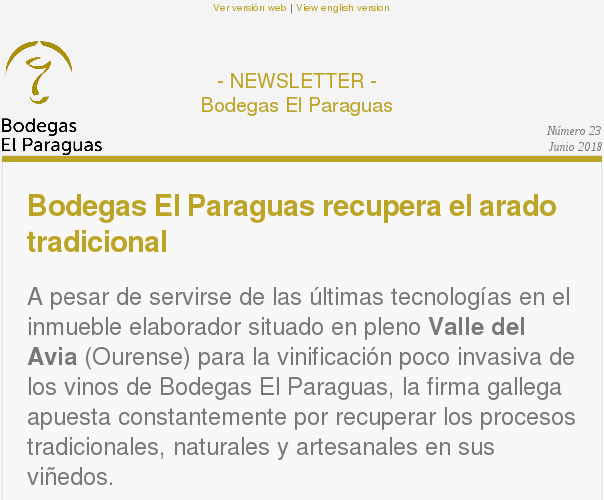 Ver versión web | View english version
- NEWSLETTER -
Bodegas El Paraguas
Bodegas
El Paraguas
Número 23
Junio 2018
Bodegas El Paraguas recupera el arado
tradicional
A pesar de servirse de las últimas tecnologías en el
inmueble elaborador situado en pleno Valle del
Avia (Ourense) para la vinificación poco invasiva de
los vinos de Bodegas El Paraguas, la firma gallega
apuesta constantemente por recuperar los procesos
tradicionales, naturales y artesanales en sus
viñedos.